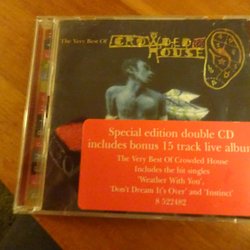 The Very Best Of CROWDED HOUSE
Special edition double CD
includes bonus 15 track live album
The Very Best Of Crowded House
Includes the hit singles
'Weather With You'.
'Don't Dream It's Over' and 'Instinct'
8 522482